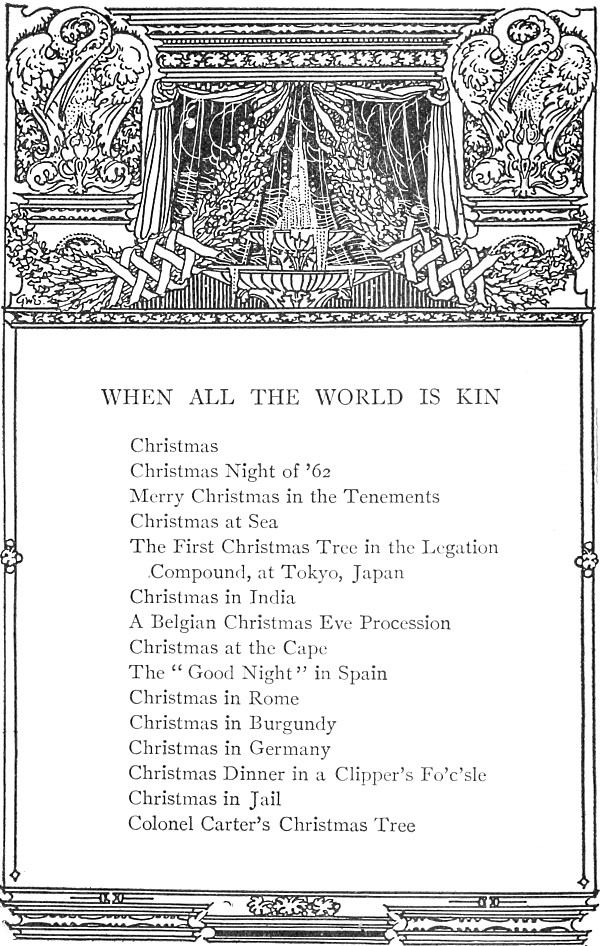 GWE
WHEN ALL THE WORLD IS KIN
Christmas
Christmas Night of ’62
Merry Christmas in the Tenements
Christmas at Sea
The First Christmas Tree in the Legation
Compound, at Tokyo, Japan
Christmas in India
A Belgian Christmas Eve Procession
Christmas at the Cape
The “Good Night” in Spain
Christmas in Rome
Christmas in Burgundy
Christmas in Germany
Christmas Dinner in a Clipper’s Fo’c’sle
Christmas in Jail
Colonel Carter’s Christmas Tree